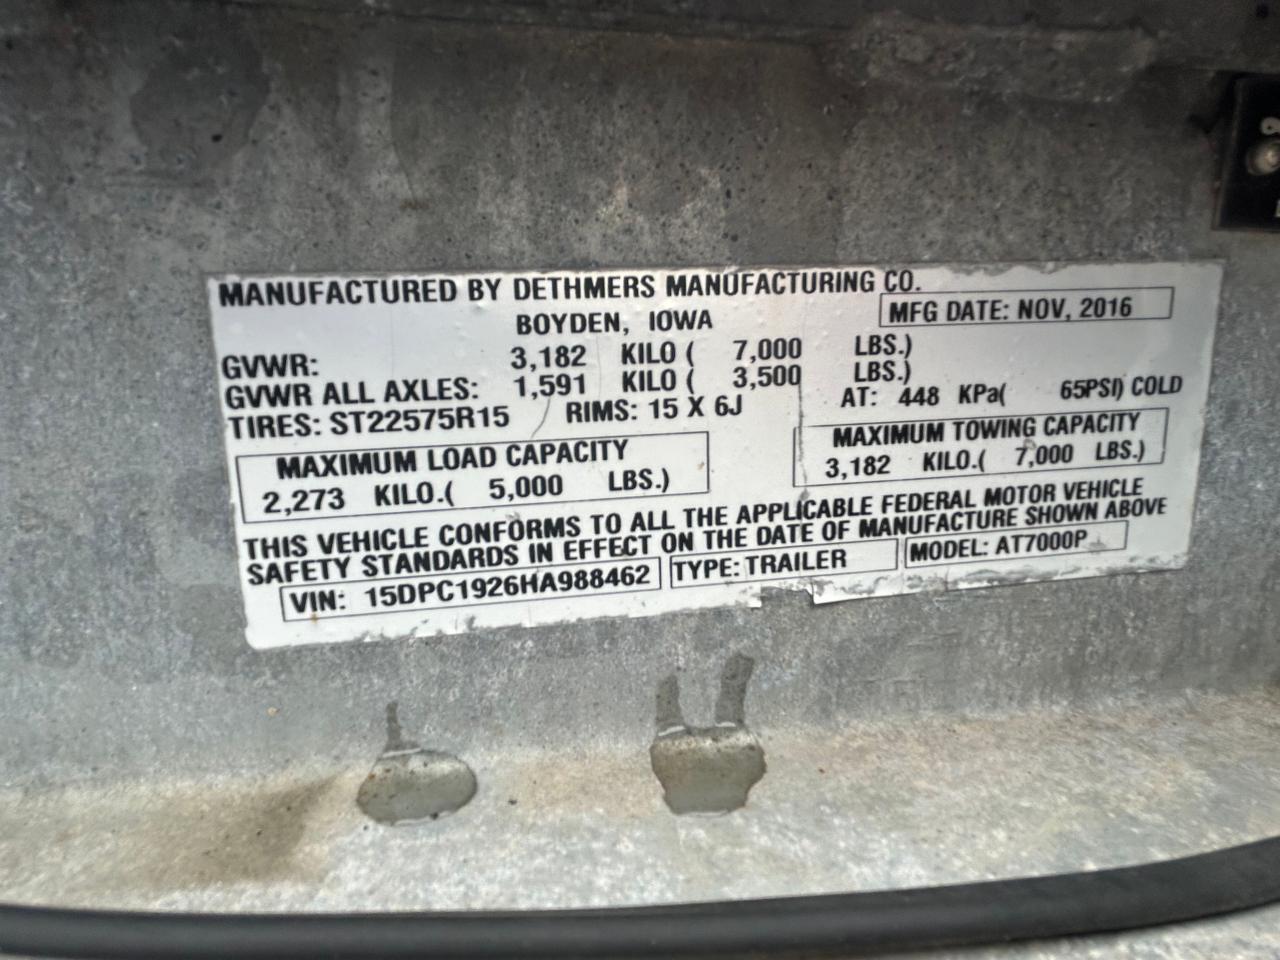 MANUFACTURED BY DETHMERS MANUFACTURING CO.
BOYDEN, IOWA
MFG DATE: NOV, 2016
GVWR: 3,182 KILO ( 7,000 LBS.)
GVWR ALL AXLES: 1,591 KILO ( 3,500 LBS.)
TIRES: ST22575R15 RIMS: 15 X 6J AT: 448 KPa( 65PSI) COLD
MAXIMUM LOAD CAPACITY
2,273 KILO.( 5,000 LBS.)
MAXIMUM TOWING CAPACITY
3,182 KILO.( 7,000 LBS.)
THIS VEHICLE CONFORMS TO ALL THE APPLICABLE FEDERAL MOTOR VEHICLE
SAFETY STANDARDS IN EFFECT ON THE DATE OF MANUFACTURE SHOWN ABOVE
VIN: 15DPC1926HA988462 TYPE: TRAILER MODEL: AT7000P